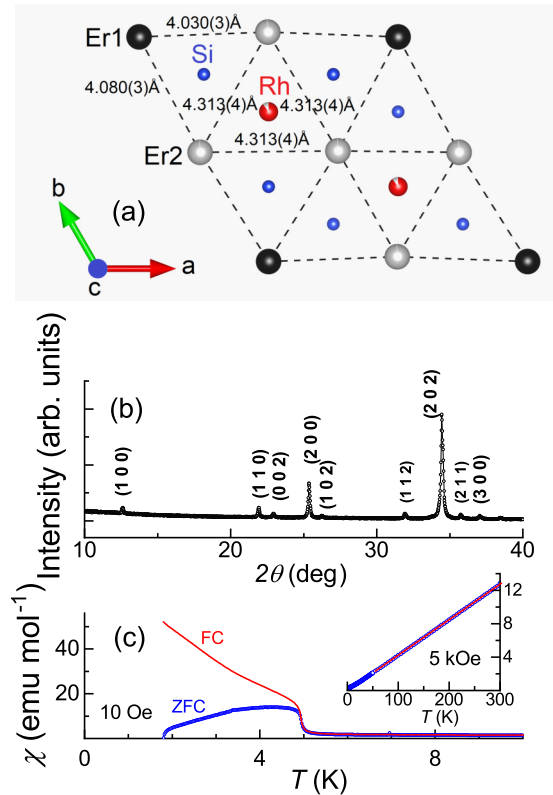 4.030(3)Å
Er1
Si
4.080(3)Å
Rh
4.313(4)Å 4.313(4)Å
4.313(4)Å
Er2
b
(a)
a
c
Intensity (arb. units)
(b)
(1 0 0)
(1 1 0)
(0 0 2)
(2 0 0)
(1 0 2)
(1 1 2)
(2 0 2)
(2 1 1)
(3 0 0)
10 20 30 40
2θ (deg)
χ (emu mol⁻¹)
40
20
(c)
FC
10 Oe
ZFC
12
8
4
5 kOe
0 100 200 300
T (K)
0 4 8
T (K)